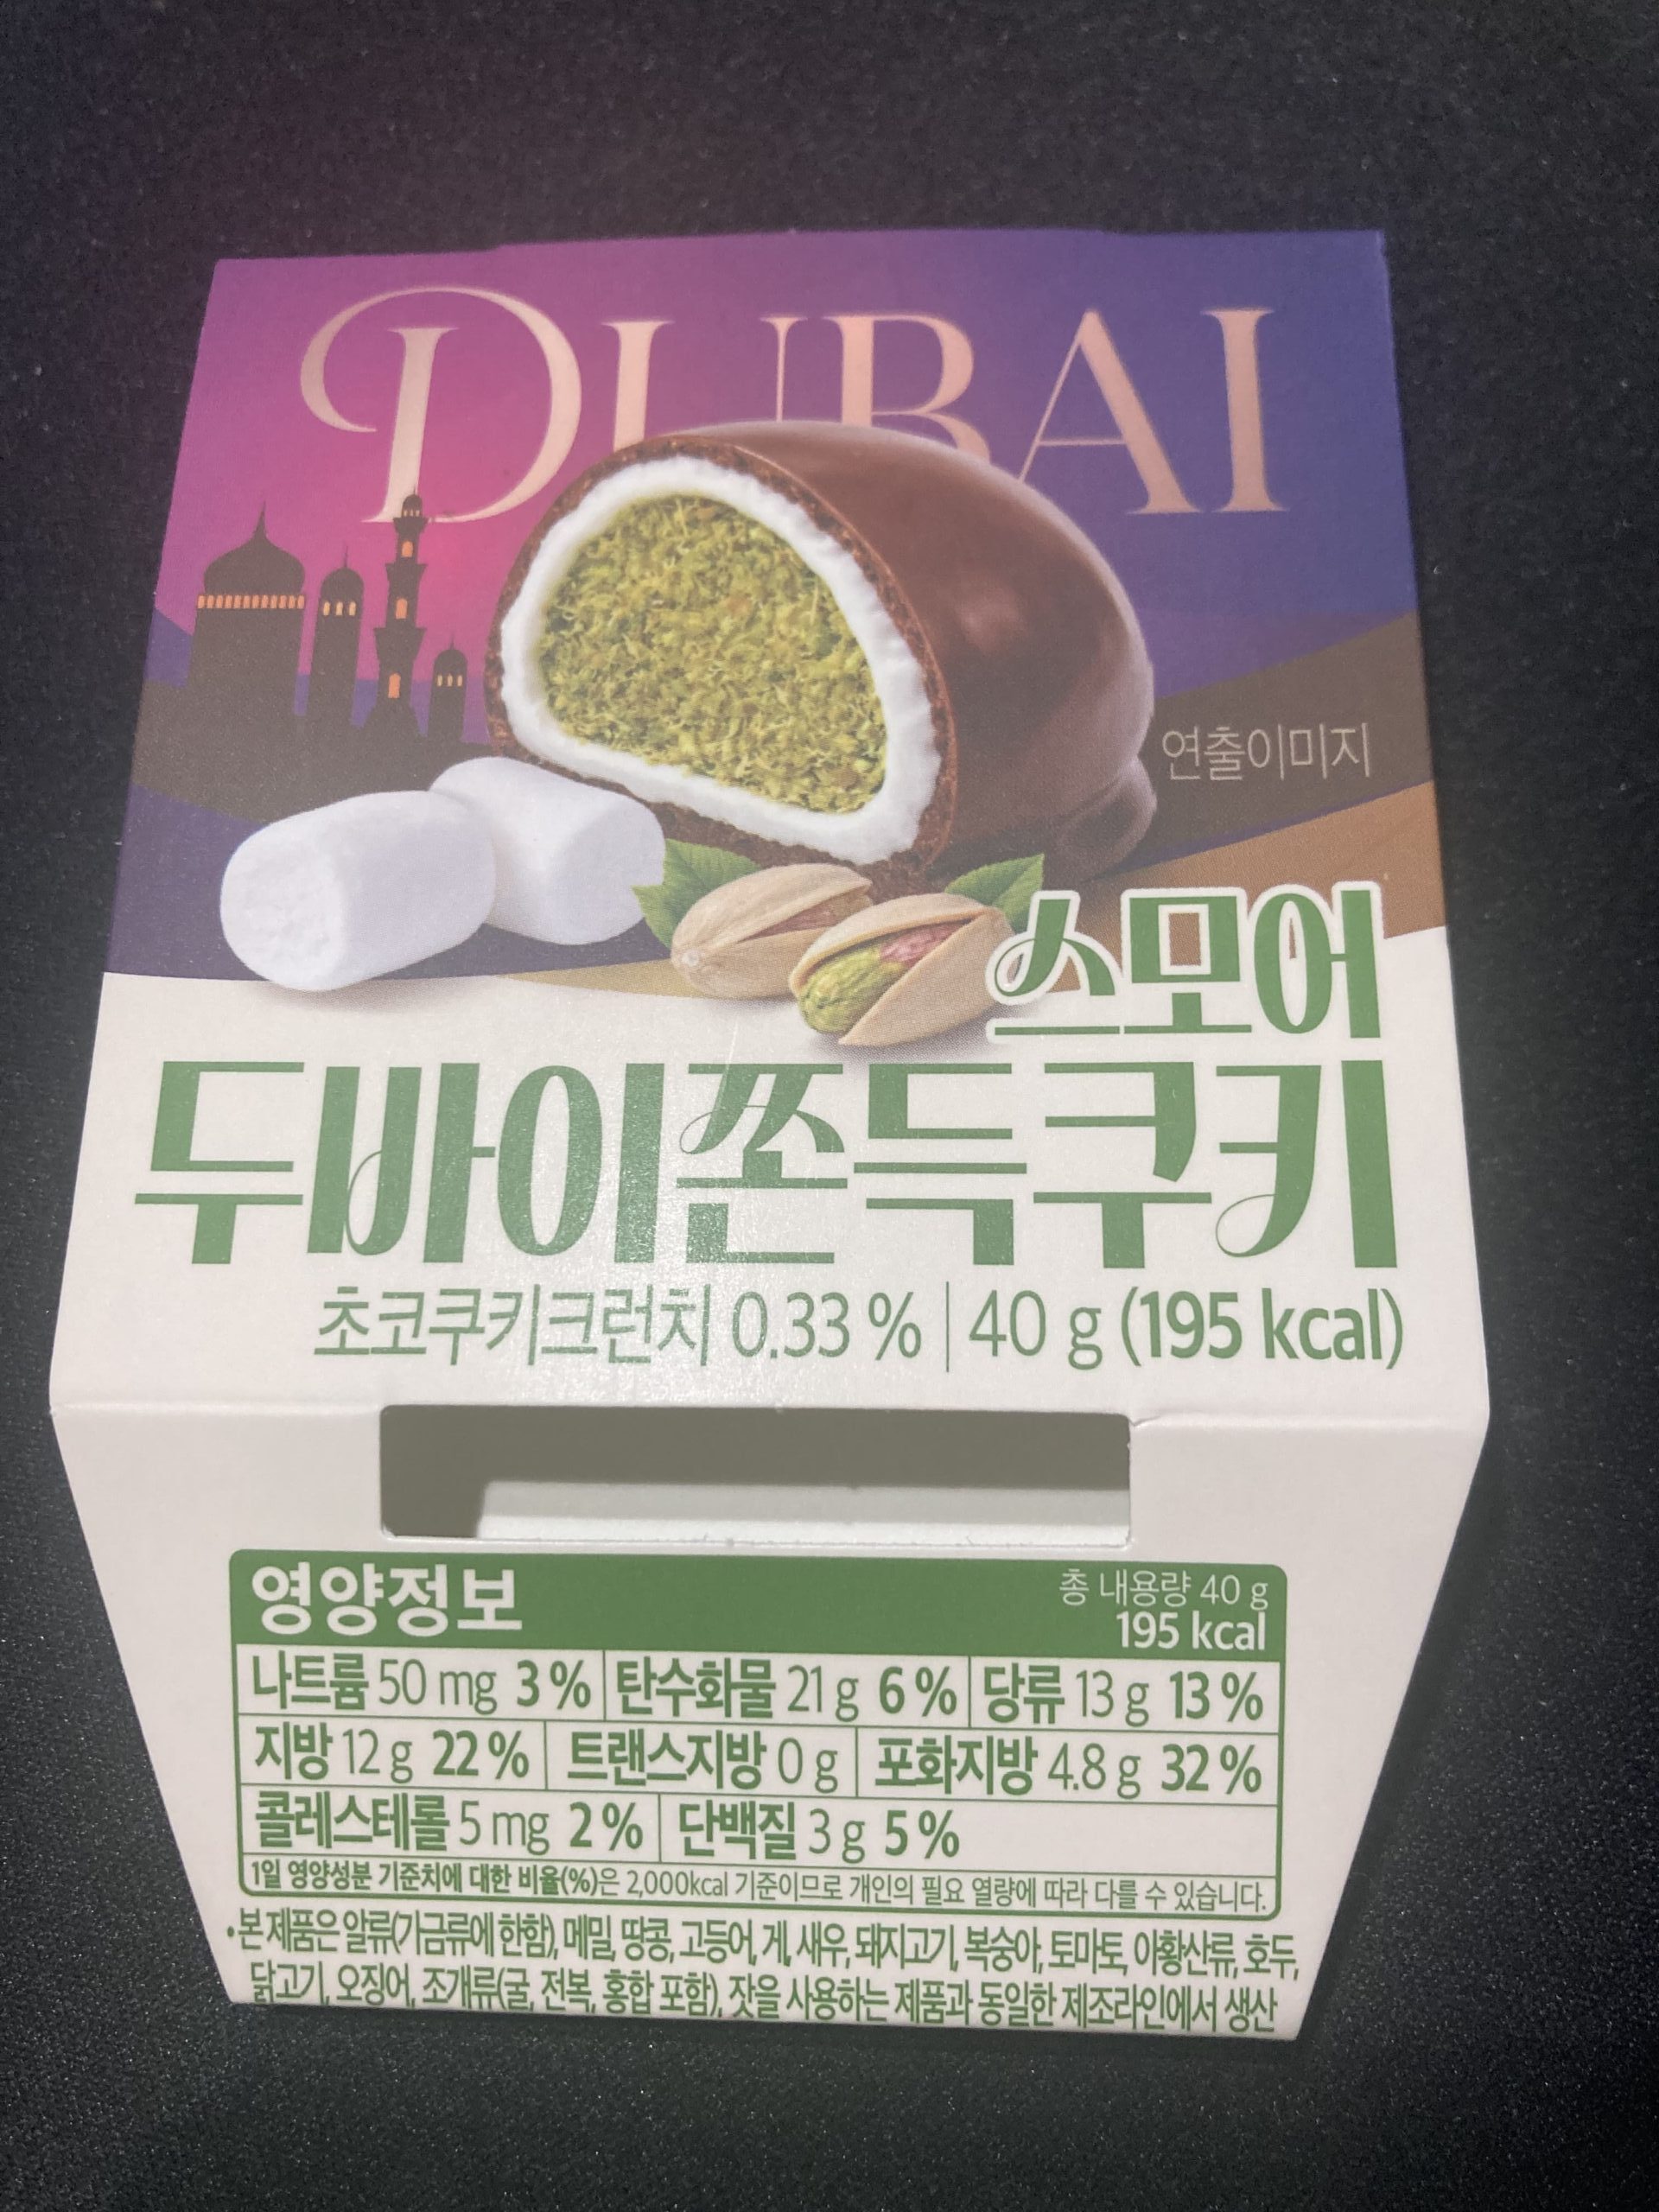 DUBAI
연출이미지
스모어
두바이쫀득쿠키
초코쿠키크런치 0.33 % | 40 g (195 kcal)
영양정보 총 내용량 40 g
195 kcal
나트륨 50 mg 3 % | 탄수화물 21 g 6 % | 당류 13 g 13 %
지방 12 g 22 % | 트랜스지방 0 g | 포화지방 4.8 g 32 %
콜레스테롤 5 mg 2 % | 단백질 3 g 5 %
1일 영양성분 기준치에 대한 비율(%)은 2,000kcal 기준이므로 개인의 필요 열량에 따라 다를 수 있습니다.
•본 제품은 알류(가금류에 한함), 메밀, 땅콩, 고등어, 게, 새우, 돼지고기, 복숭아, 토마토, 아황산류, 호두,
닭고기, 오징어, 조개류(굴, 전복, 홍합 포함), 잣을 사용하는 제품과 동일한 제조라인에서 생산